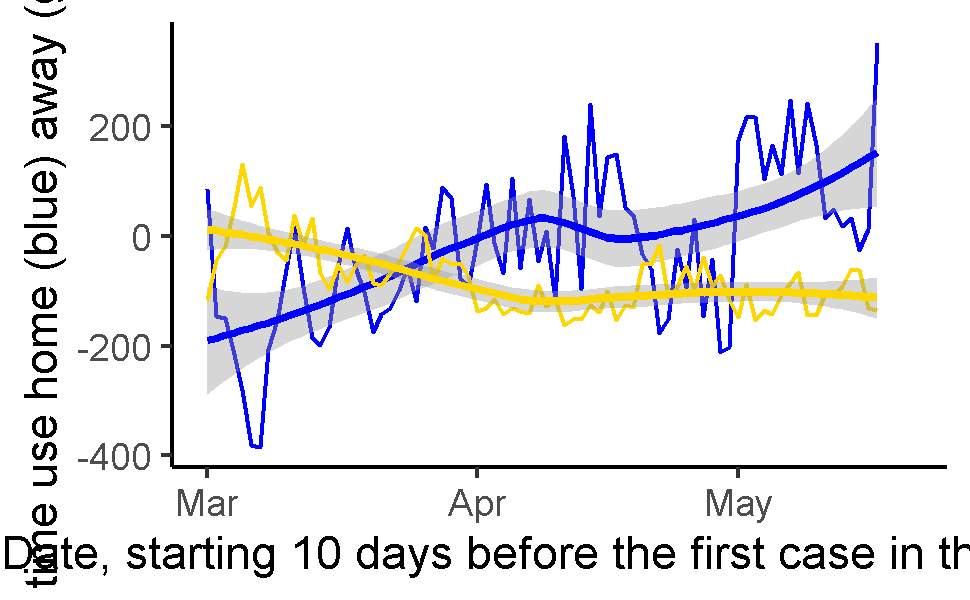 time use home (blue) away (
200
0
-200
-400
Mar Apr May
Date, starting 10 days before the first case in th